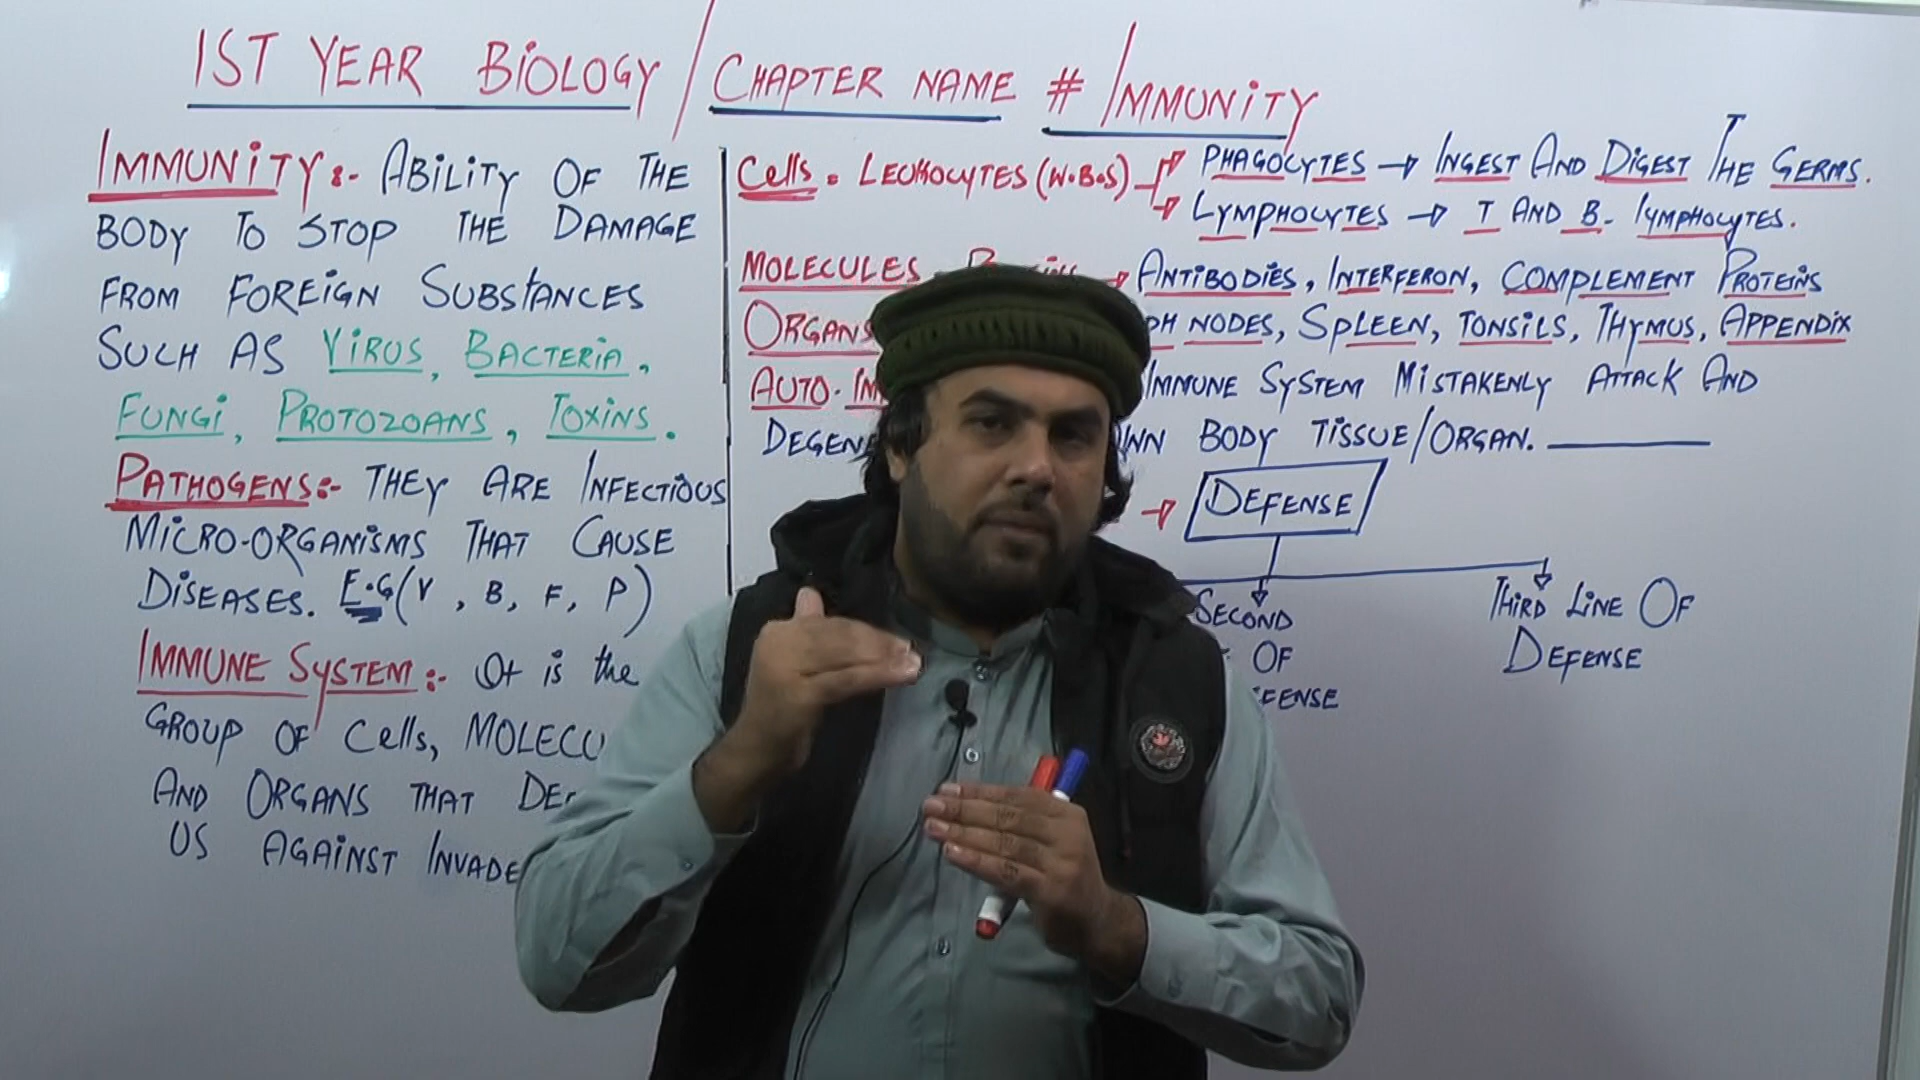 1ST YEAR BIOLOGY / CHAPTER NAME # IMMUNITY
IMMUNITY:- ABILITY OF THE
BODY TO STOP THE DAMAGE
FROM FOREIGN SUBSTANCES
SUCH AS VIRUS, BACTERIA,
FUNGI, PROTOZOANS, TOXINS.
PATHOGENS:- THEY ARE INFECTIOUS
MICRO-ORGANISMS THAT CAUSE
DISEASES. E.G (V, B, F, P)
IMMUNE SYSTEM:- It is the
GROUP OF Cells, MOLECU
AND ORGANS THAT DE
US AGAINST INVADE
Cells = LEUKOCYTES (W.B.S) → PHAGOCYTES → INGEST AND DIGEST THE GERMS.
→ LYMPHOCYTES → T AND B- LYMPHOCYTES.
MOLECULES → ANTIBODIES, INTERFERON, COMPLEMENT PROTEINS
ORGANS PH NODES, SPLEEN, TONSILS, THYMUS, APPENDIX
AUTO-IM IMMUNE SYSTEM MISTAKENLY ATTACK AND
DEGENE OWN BODY TISSUE/ORGAN.
→ DEFENSE
SECOND
OF
EFENSE
THIRD LINE OF
DEFENSE